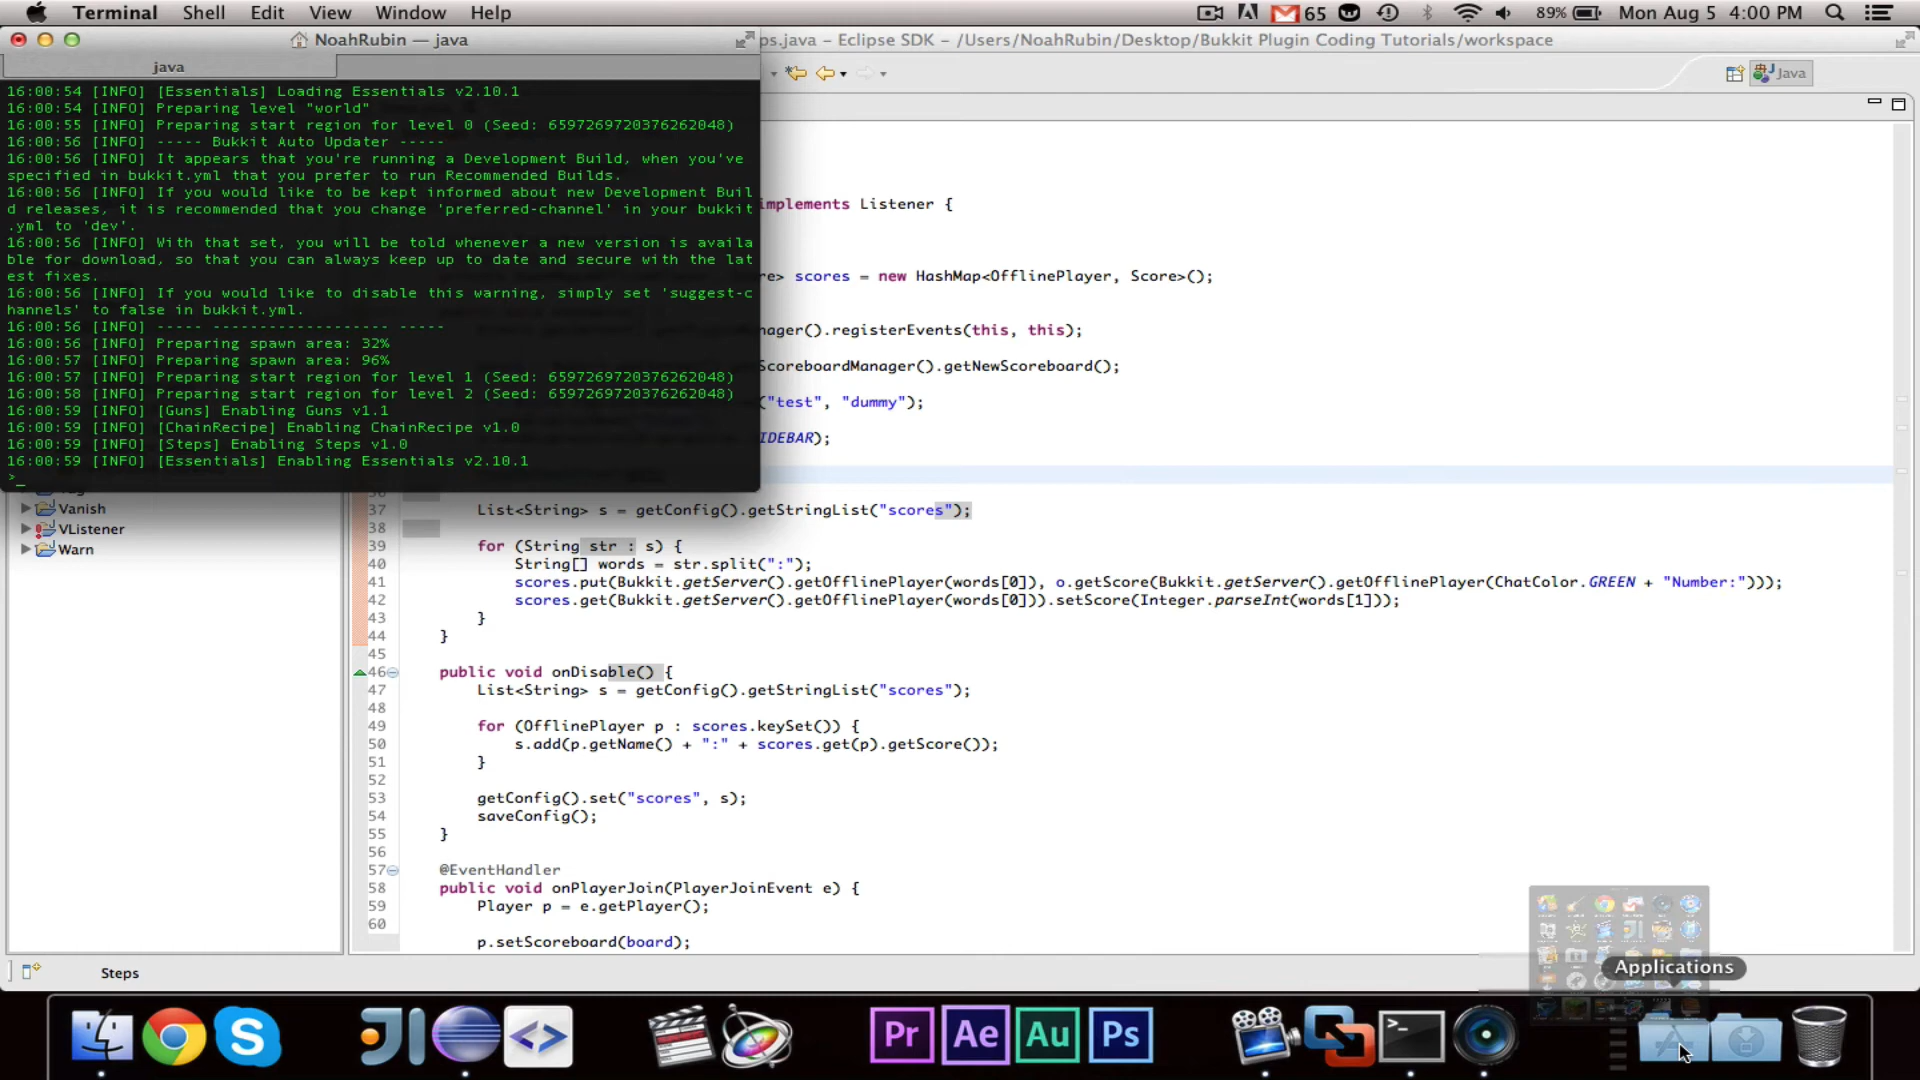 Terminal Shell Edit View Window Help
65
89% Mon Aug 5 4:00 PM
NoahRubin — java
ps.java – Eclipse SDK – /Users/NoahRubin/Desktop/Bukkit Plugin Coding Tutorials/workspace
java
Java
16:00:54 [INFO] [Essentials] Loading Essentials v2.10.1
16:00:54 [INFO] Preparing level "world"
16:00:55 [INFO] Preparing start region for level 0 (Seed: 6597269720376262048)
16:00:56 [INFO] ----- Bukkit Auto Updater -----
16:00:56 [INFO] It appears that you're running a Development Build, when you've
specified in bukkit.yml that you prefer to run Recommended Builds.
16:00:56 [INFO] If you would like to be kept informed about new Development Buil
d releases, it is recommended that you change 'preferred-channel' in your bukkit
.yml to 'dev'.
16:00:56 [INFO] With that set, you will be told whenever a new version is availa
ble for download, so that you can always keep up to date and secure with the lat
est fixes.
16:00:56 [INFO] If you would like to disable this warning, simply set 'suggest-c
hannels' to false in bukkit.yml.
16:00:56 [INFO] ----- ------------------- -----
16:00:56 [INFO] Preparing spawn area: 32%
16:00:57 [INFO] Preparing spawn area: 96%
16:00:57 [INFO] Preparing start region for level 1 (Seed: 6597269720376262048)
16:00:58 [INFO] Preparing start region for level 2 (Seed: 6597269720376262048)
16:00:59 [INFO] [Guns] Enabling Guns v1.1
16:00:59 [INFO] [ChainRecipe] Enabling ChainRecipe v1.0
16:00:59 [INFO] [Steps] Enabling Steps v1.0
16:00:59 [INFO] [Essentials] Enabling Essentials v2.10.1
>_
implements Listener {
re> scores = new HashMap<OfflinePlayer, Score>();
nager().registerEvents(this, this);
coreboardManager().getNewScoreboard();
("test", "dummy");
IDEBAR);
Vanish
VListener
Warn
37 List<String> s = getConfig().getStringList("scores");
38
39 for (String str : s) {
40 String[] words = str.split(":");
41 scores.put(Bukkit.getServer().getOfflinePlayer(words[0]), o.getScore(Bukkit.getServer().getOfflinePlayer(ChatColor.GREEN + "Number:")));
42 scores.get(Bukkit.getServer().getOfflinePlayer(words[0])).setScore(Integer.parseInt(words[1]));
43 }
44 }
45
46 public void onDisable() {
47 List<String> s = getConfig().getStringList("scores");
48
49 for (OfflinePlayer p : scores.keySet()) {
50 s.add(p.getName() + ":" + scores.get(p).getScore());
51 }
52
53 getConfig().set("scores", s);
54 saveConfig();
55 }
56
57 @EventHandler
58 public void onPlayerJoin(PlayerJoinEvent e) {
59 Player p = e.getPlayer();
60
p.setScoreboard(board);
Steps
Applications
Pr Ae Au Ps